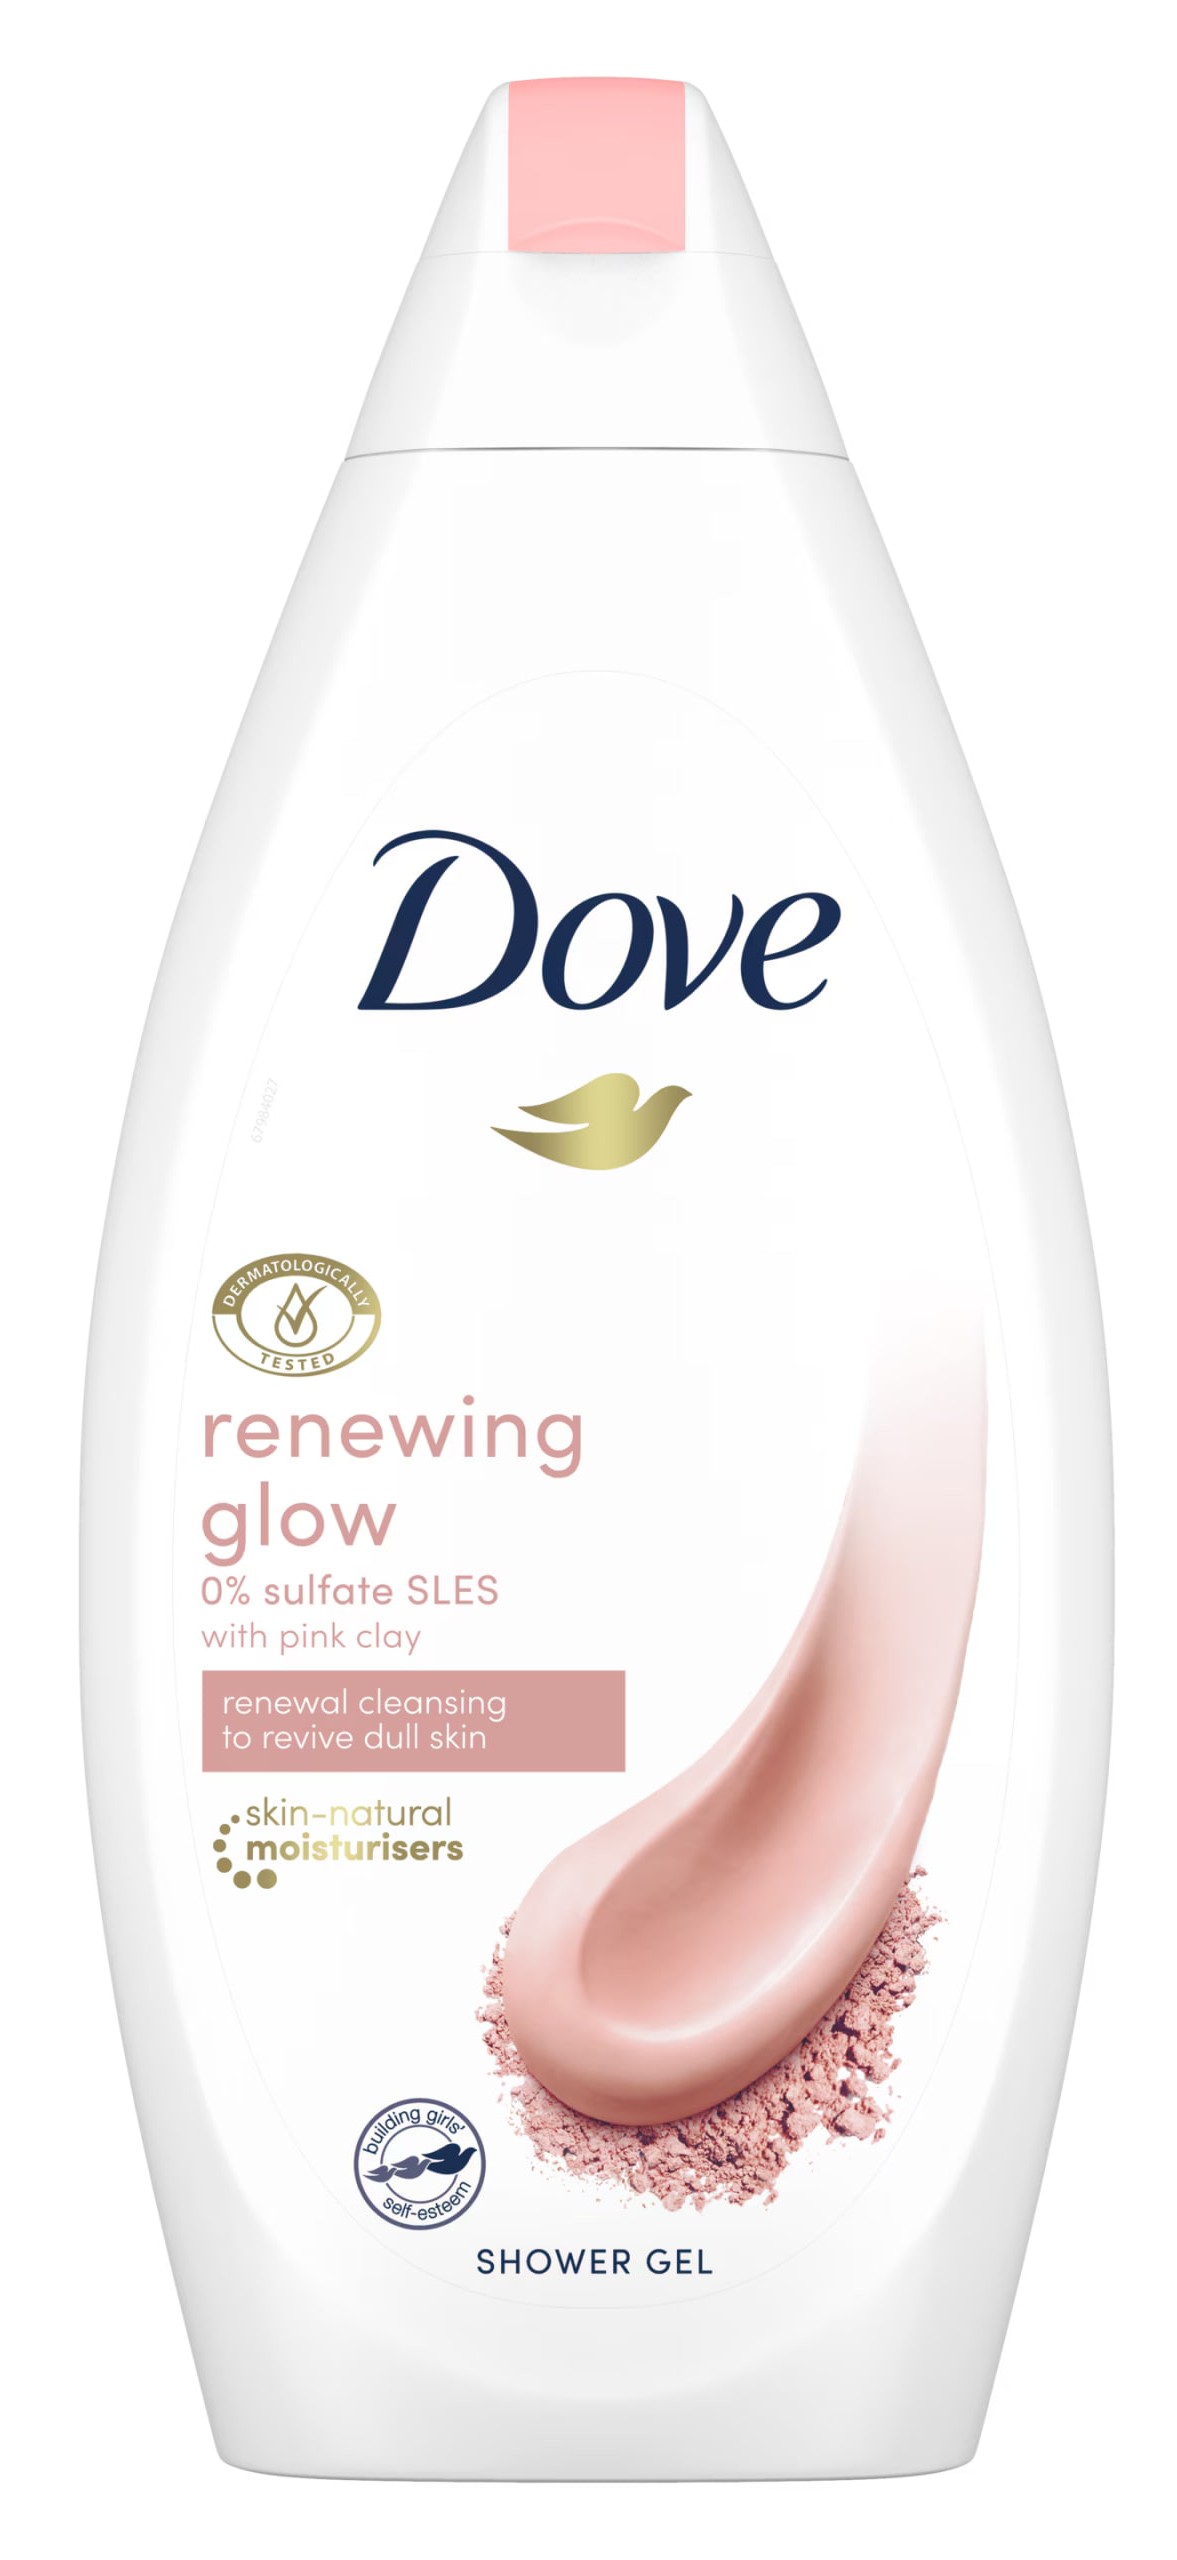 Dove
67984027
DERMATOLOGICALLY
TESTED
renewing
glow
0% sulfate SLES
with pink clay
renewal cleansing
to revive dull skin
skin-natural
moisturisers
building girls'
self-esteem
SHOWER GEL